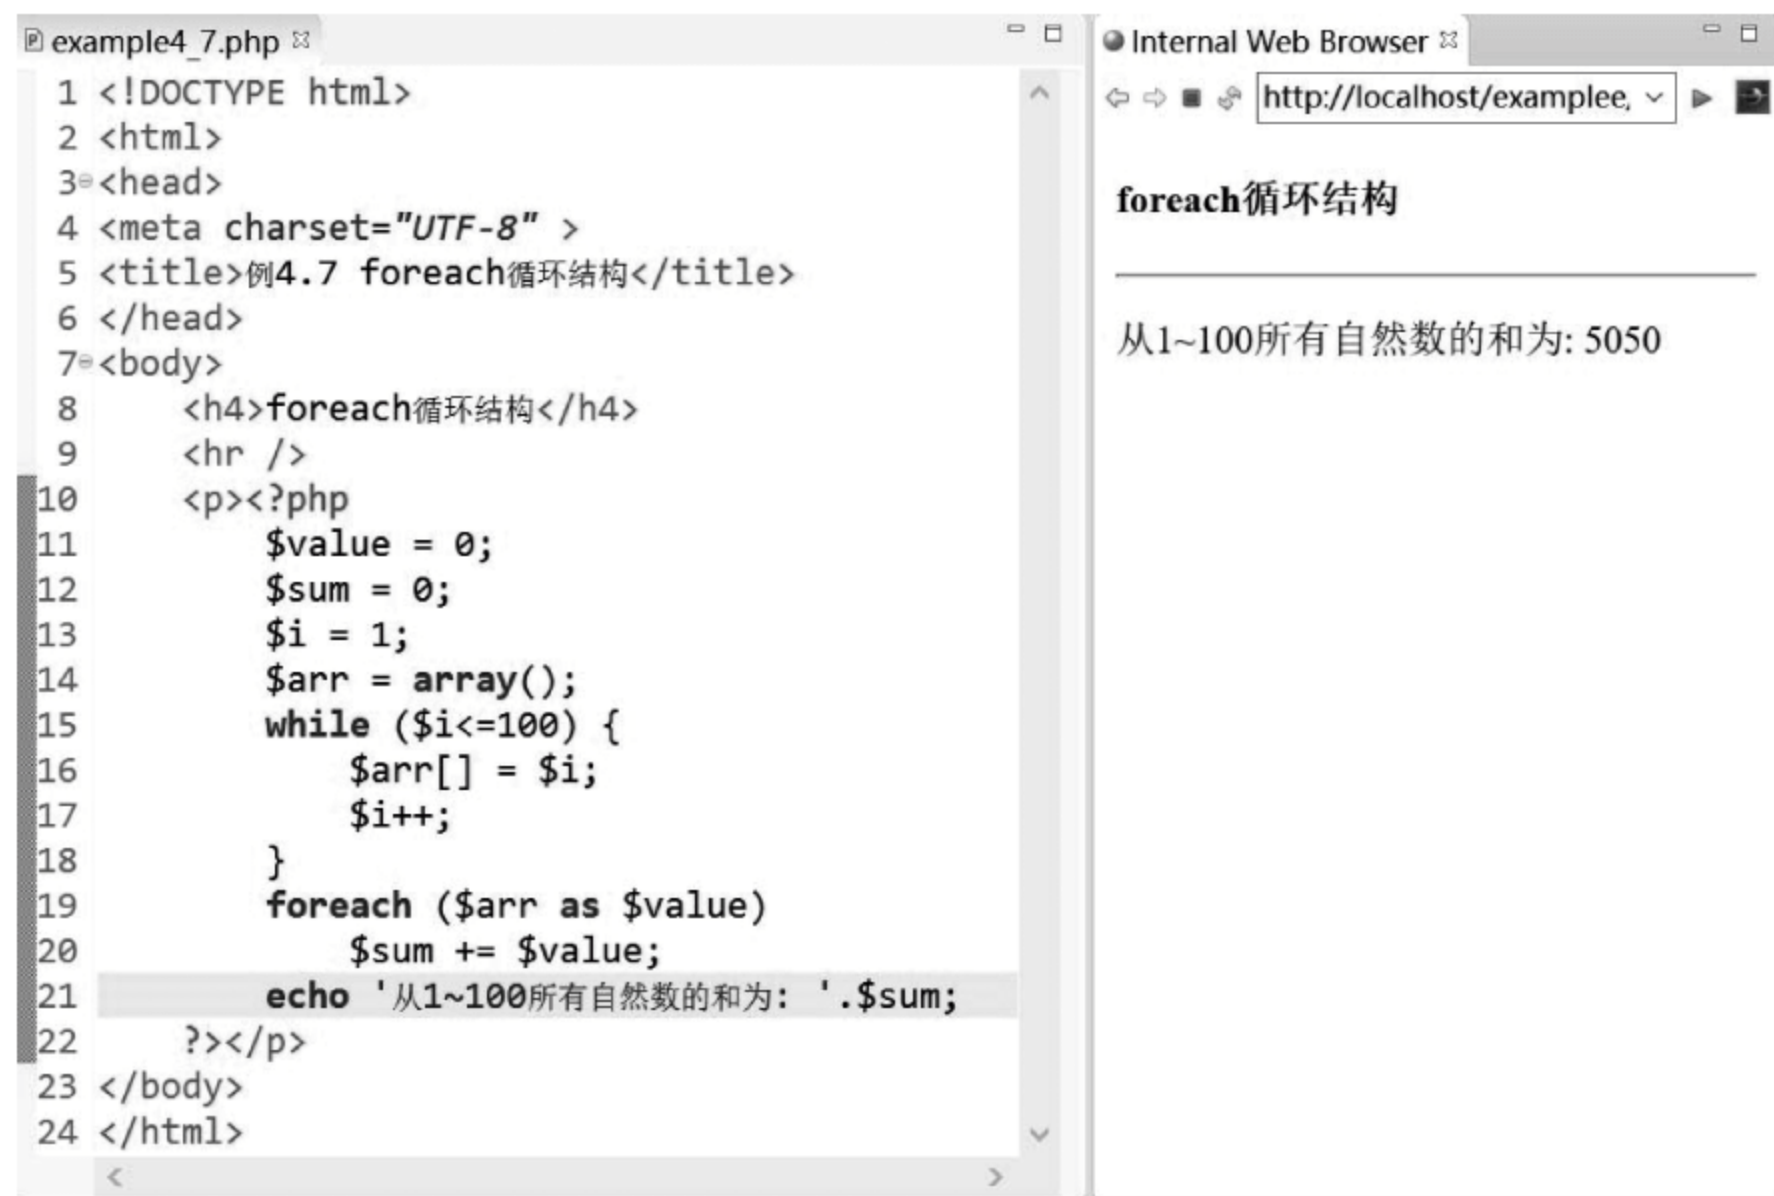 example4_7.php
1 <!DOCTYPE html>
2 <html>
3 <head>
4 <meta charset="UTF-8" >
5 <title>例4.7 foreach循环结构</title>
6 </head>
7 <body>
8     <h4>foreach循环结构</h4>
9     <hr />
10     <p><?php
11         $value = 0;
12         $sum = 0;
13         $i = 1;
14         $arr = array();
15         while ($i<=100) {
16             $arr[] = $i;
17             $i++;
18         }
19         foreach ($arr as $value)
20             $sum += $value;
21         echo '从1~100所有自然数的和为: '.$sum;
22     ?></p>
23 </body>
24 </html>
Internal Web Browser
http://localhost/examplee,
foreach循环结构
从1~100所有自然数的和为: 5050